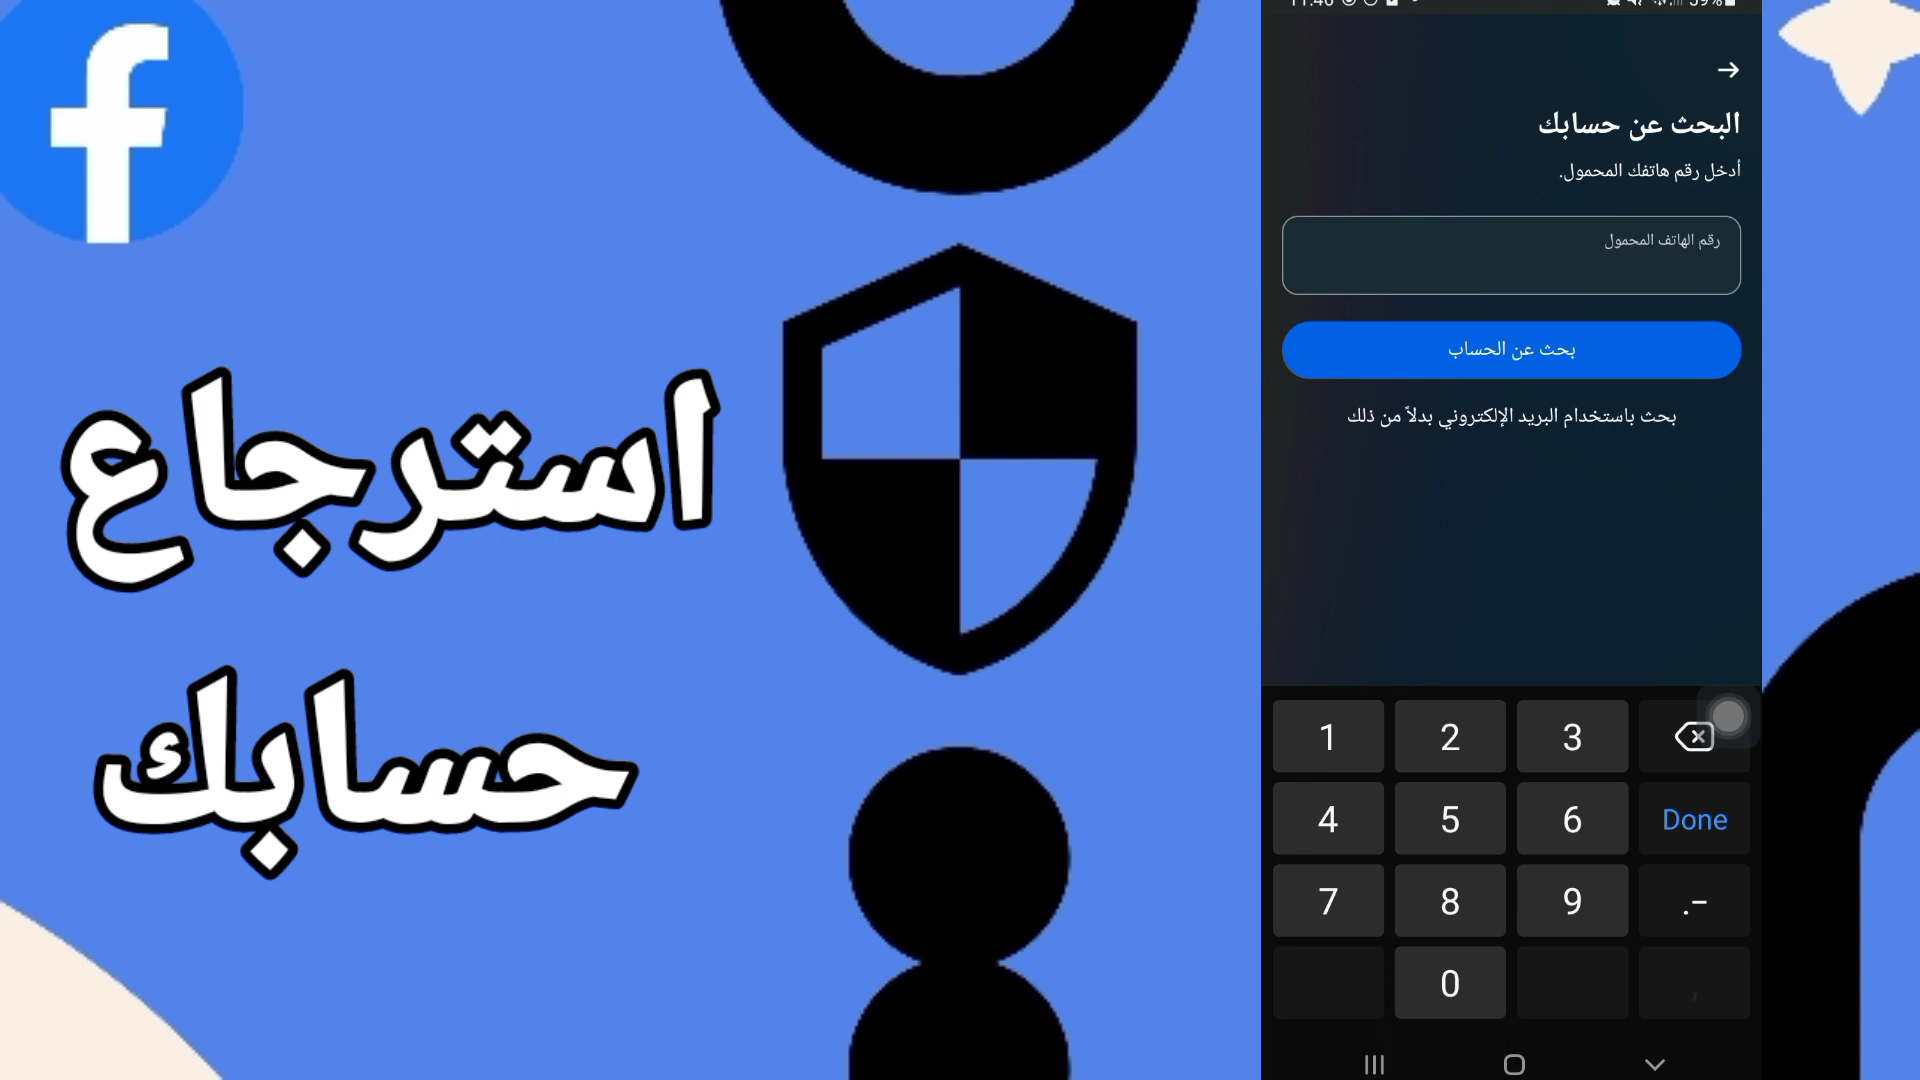 استرجاع
حسابك
البحث عن حسابك
أدخل رقم هاتفك المحمول.
رقم الهاتف المحمول
بحث عن الحساب
بحث باستخدام البريد الإلكتروني بدلاً من ذلك
1 2 3
4 5 6 Done
7 8 9 .-
0 ,